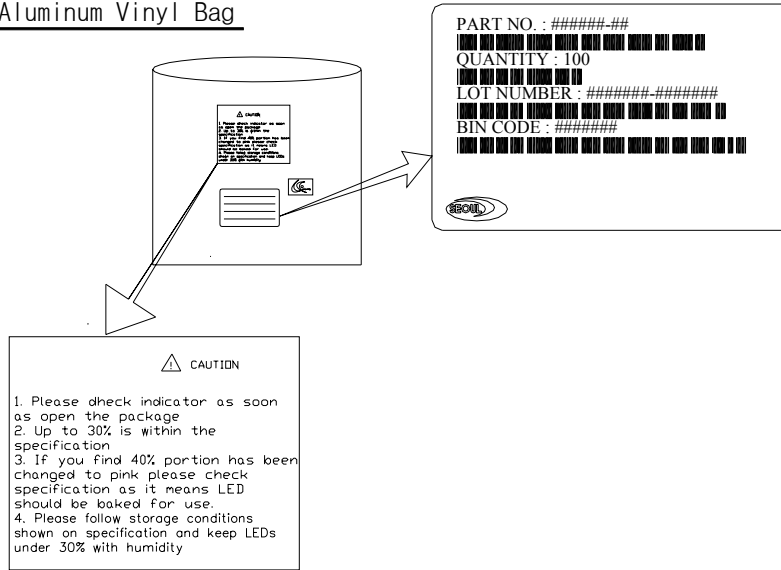 Aluminum Vinyl Bag
PART NO. : ######-##
QUANTITY : 100
LOT NUMBER : #######-#######
BIN CODE : #######
SEOUL
CAUTION
1. Please dheck indicator as soon
as open the package
2. Up to 30% is within the
specification
3. If you find 40% portion has been
changed to pink please check
specification as it means LED
should be baked for use.
4. Please follow storage conditions
shown on specification and keep LEDs
under 30% with humidity